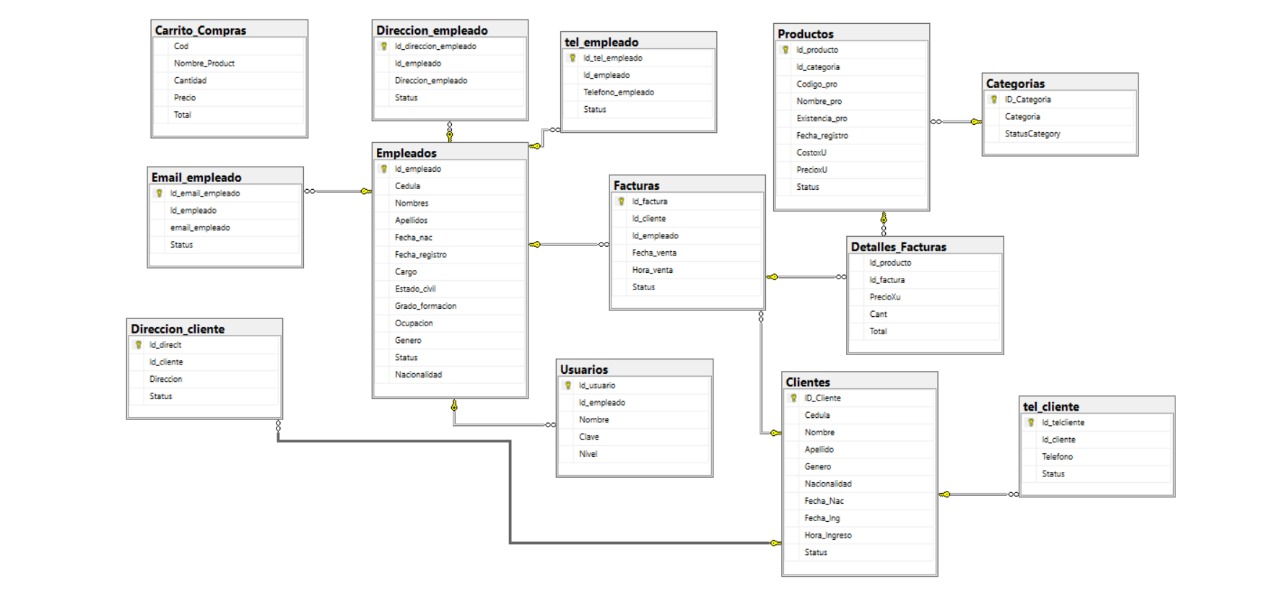 Carrito_Compras
Cod
Nombre_Product
Cantidad
Precio
Total
Direccion_empleado
Id_direccion_empleado
Id_empleado
Direccion_empleado
Status
tel_empleado
Id_tel_empleado
Id_empleado
Telefono_empleado
Status
Productos
Id_producto
Id_categoria
Codigo_pro
Nombre_pro
Existencia_pro
Fecha_registro
CostoxU
PrecioxU
Status
Categorias
ID_Categoria
Categoria
StatusCategory
Email_empleado
Id_email_empleado
Id_empleado
email_empleado
Status
Empleados
Id_empleado
Cedula
Nombres
Apellidos
Fecha_nac
Fecha_registro
Cargo
Estado_civil
Grado_formacion
Ocupacion
Genero
Status
Nacionalidad
Facturas
Id_factura
Id_cliente
Id_empleado
Fecha_venta
Hora_venta
Status
Detalles_Facturas
Id_producto
Id_factura
PrecioXu
Cant
Total
Direccion_cliente
Id_direclt
Id_cliente
Direccion
Status
Usuarios
Id_usuario
Id_empleado
Nombre
Clave
Nivel
Clientes
ID_Cliente
Cedula
Nombre
Apellido
Genero
Nacionalidad
Fecha_Nac
Fecha_Ing
Hora_Ingreso
Status
tel_cliente
Id_telcliente
Id_cliente
Telefono
Status